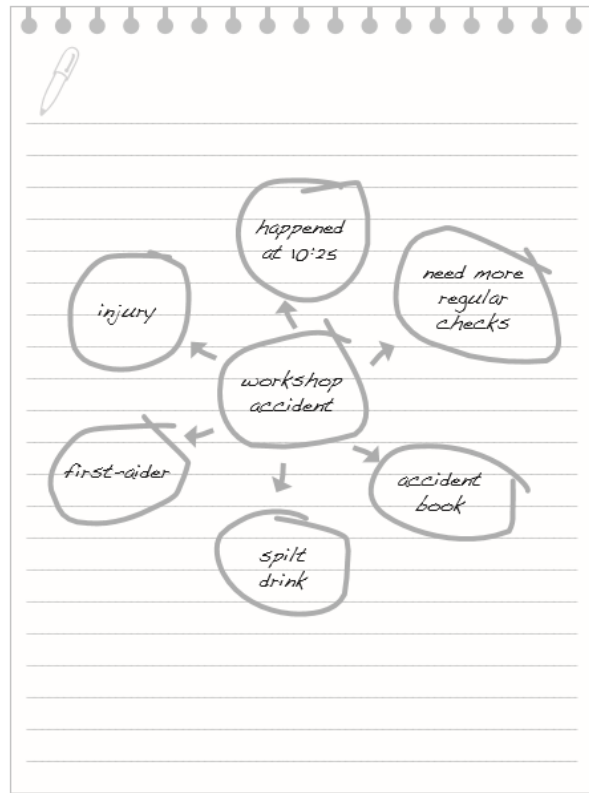 happened
at 10:25
need more
regular
checks
injury
workshop
accident
first-aider
accident
book
spilt
drink